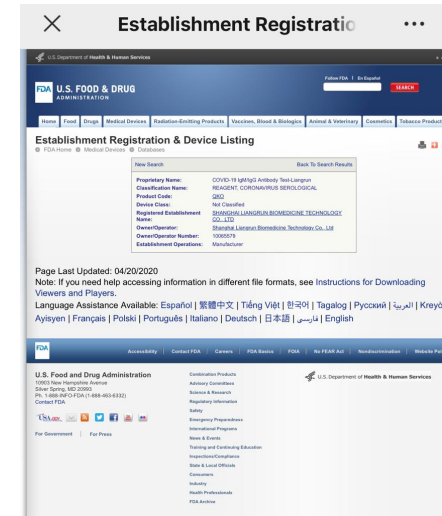 Establishment Registratio
U.S. Department of Health & Human Services
FDA U.S. FOOD & DRUG
ADMINISTRATION
Follow FDA | En Español
SEARCH
Home Food Drugs Medical Devices Radiation-Emitting Products Vaccines, Blood & Biologics Animal & Veterinary Cosmetics Tobacco Product
Establishment Registration & Device Listing
FDA Home Medical Devices Databases
New Search Back To Search Results
Proprietary Name: COVID-19 IgM/IgG Antibody Test-Liangrun
Classification Name: REAGENT, CORONAVIRUS SEROLOGICAL
Product Code: QKO
Device Class: Not Classified
Registered Establishment SHANGHAI LIANGRUN BIOMEDICINE TECHNOLOGY
Name: CO., LTD
Owner/Operator: Shanghai Liangrun Biomedicine Technology Co., Ltd
Owner/Operator Number: 10065579
Establishment Operations: Manufacturer
Page Last Updated: 04/20/2020
Note: If you need help accessing information in different file formats, see Instructions for Downloading
Viewers and Players.
Language Assistance Available: Español | 繁體中文 | Tiếng Việt | 한국어 | Tagalog | Русский | العربية | Kreyò
Ayisyen | Français | Polski | Português | Italiano | Deutsch | 日本語 | فارسی | English
FDA
Accessibility | Contact FDA | Careers | FDA Basics | FOIA | No FEAR Act | Nondiscrimination | Website Po
U.S. Food and Drug Administration
10903 New Hampshire Avenue
Silver Spring, MD 20993
Ph. 1-888-INFO-FDA (1-888-463-6332)
Contact FDA
USA.gov
For Government | For Press
Combination Products
Advisory Committees
Science & Research
Regulatory Information
Safety
Emergency Preparedness
International Programs
News & Events
Training and Continuing Education
Inspections/Compliance
State & Local Officials
Consumers
Industry
Health Professionals
FDA Archive
U.S. Department of Health & Human Services